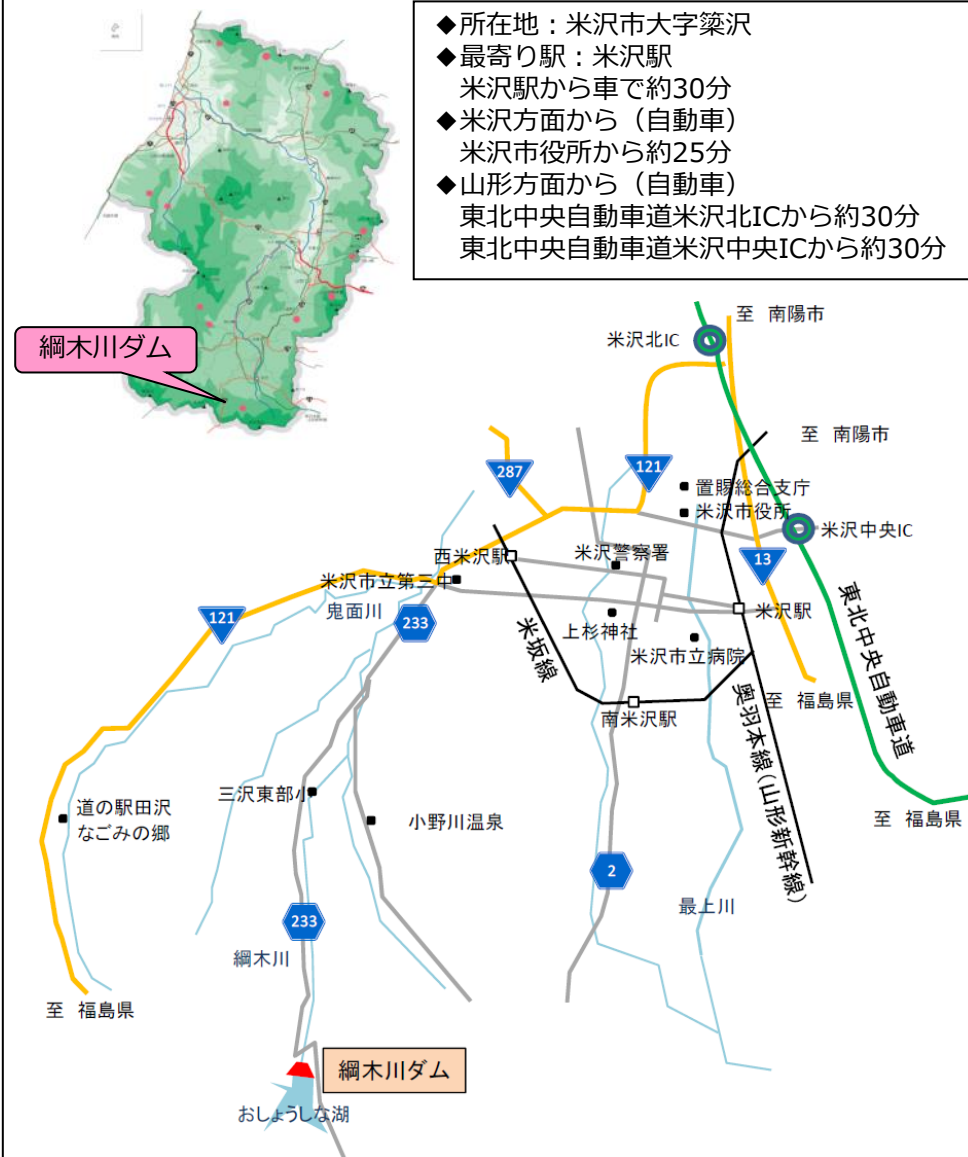 ◆所在地：米沢市大字簗沢
◆最寄り駅：米沢駅
米沢駅から車で約30分
◆米沢方面から（自動車）
米沢市役所から約25分
◆山形方面から（自動車）
東北中央自動車道米沢北ICから約30分
東北中央自動車道米沢中央ICから約30分
綱木川ダム
至 南陽市
米沢北IC
至 南陽市
287
121
置賜総合支庁
米沢市役所
米沢中央IC
西米沢駅
米沢警察署
13
米沢市立第三中
鬼面川
121
233
米坂線
上杉神社
米沢駅
米沢市立病院
東北中央自動車道
南米沢駅
至 福島県
奥羽本線(山形新幹線)
三沢東部小
道の駅田沢
なごみの郷
小野川温泉
至 福島県
2
最上川
233
綱木川
至 福島県
綱木川ダム
おしょうしな湖